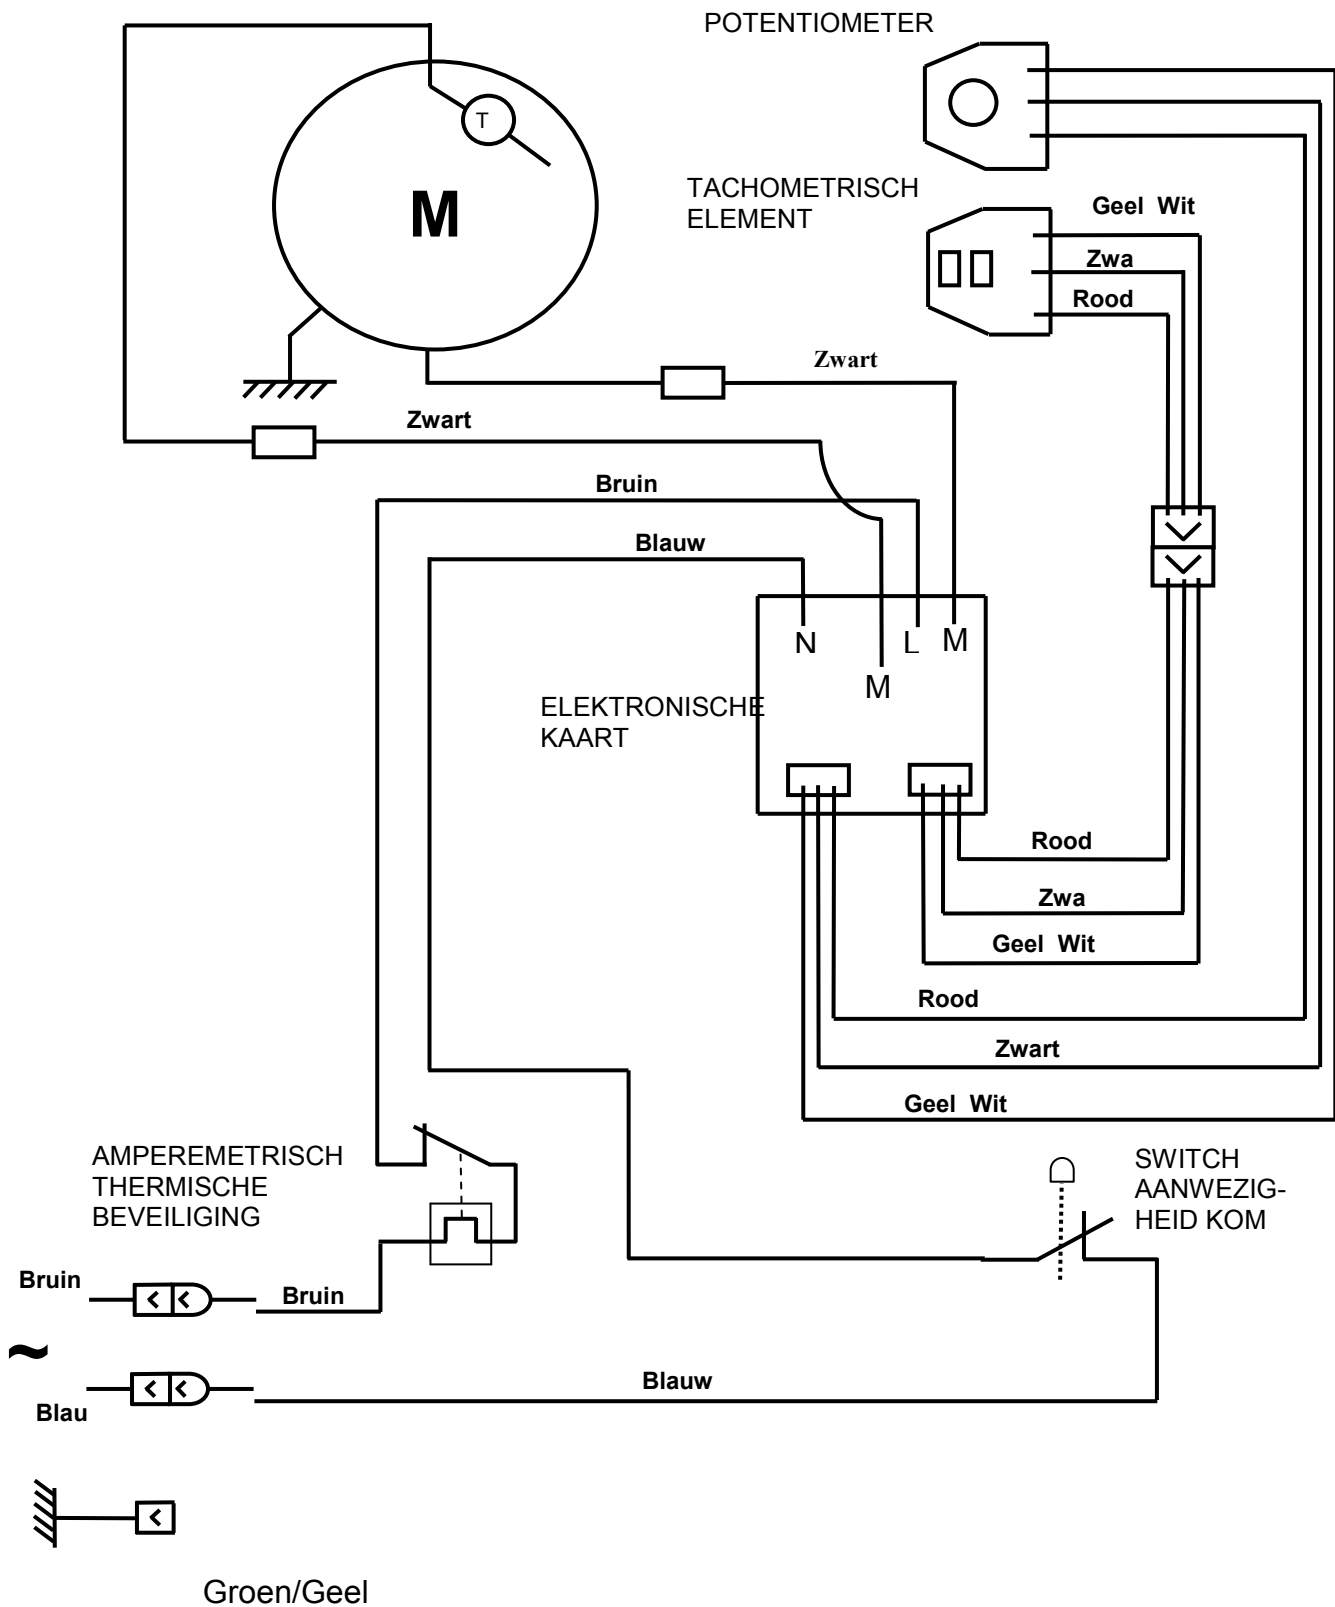 POTENTIOMETER
T
M
TACHOMETRISCH
ELEMENT
Geel Wit
Zwa
Rood
Zwart
Zwart
Bruin
Blauw
N
L
M
M
ELEKTRONISCHE
KAART
Rood
Zwa
Geel Wit
Rood
Zwart
Geel Wit
AMPEREMETRISCH
THERMISCHE
BEVEILIGING
SWITCH
AANWEZIG-
HEID KOM
Bruin
Bruin
~
Blauw
Blau
Groen/Geel